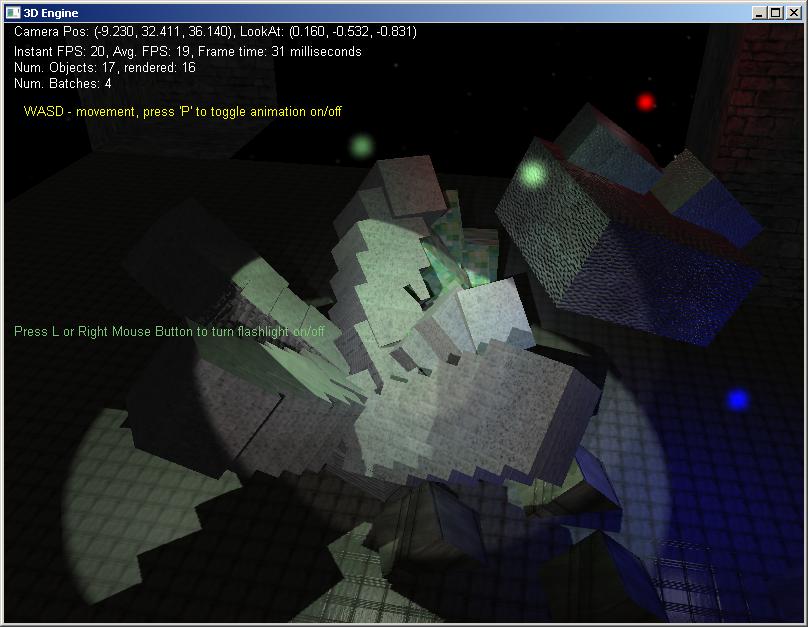 3D Engine
Camera Pos: (-9.230, 32.411, 36.140), LookAt: (0.160, -0.532, -0.831)
Instant FPS: 20, Avg. FPS: 19, Frame time: 31 milliseconds
Num. Objects: 17, rendered: 16
Num. Batches: 4
WASD - movement, press 'P' to toggle animation on/off
Press L or Right Mouse Button to turn flashlight on/off